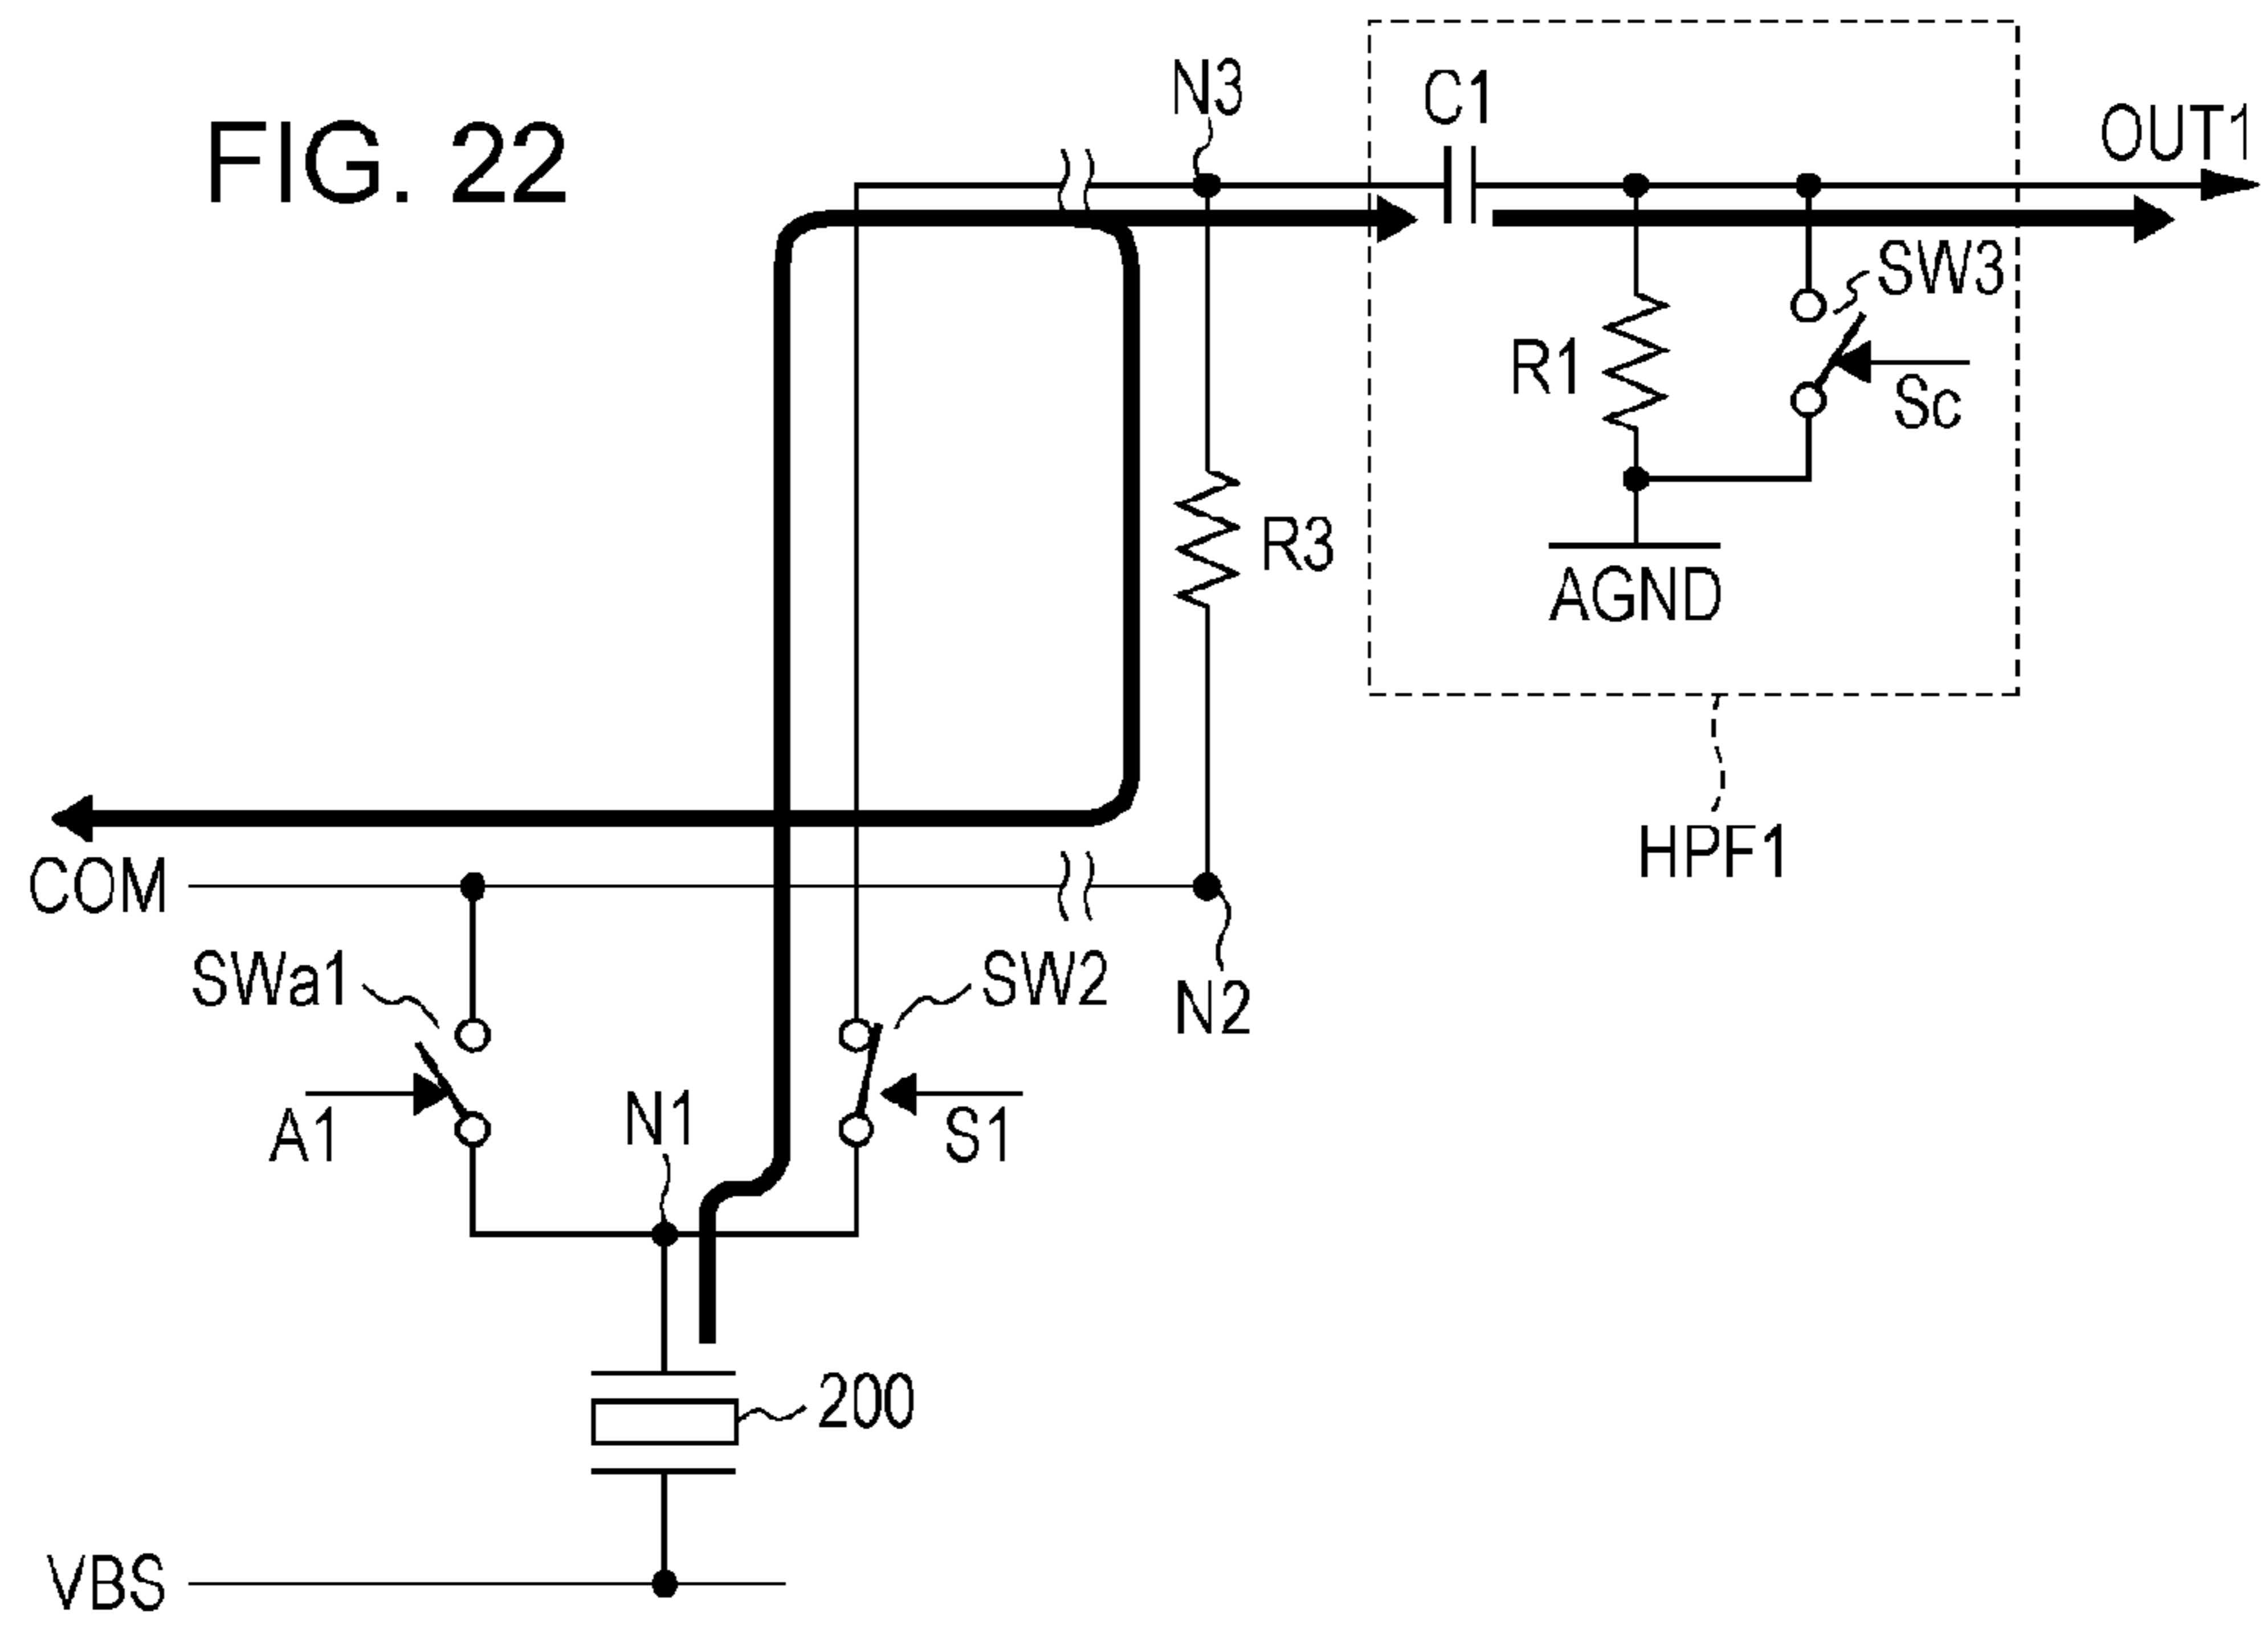 FIG. 22
N3
C1
OUT1
SW3
R1
Sc
R3
AGND
HPF1
COM
SWa1
SW2
N2
A1
N1
S1
200
VBS